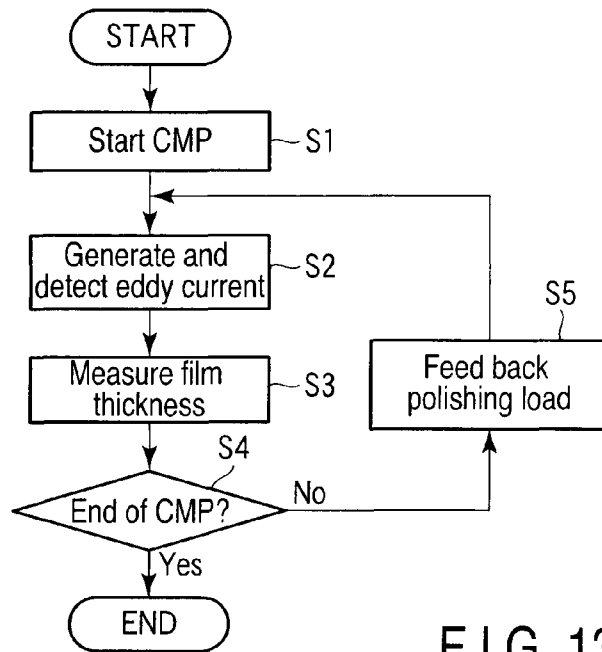 START
Start CMP
S1
Generate and
detect eddy current
S2
Measure film
thickness
S3
S4
End of CMP?
No
Yes
END
S5
Feed back
polishing load
FIG.